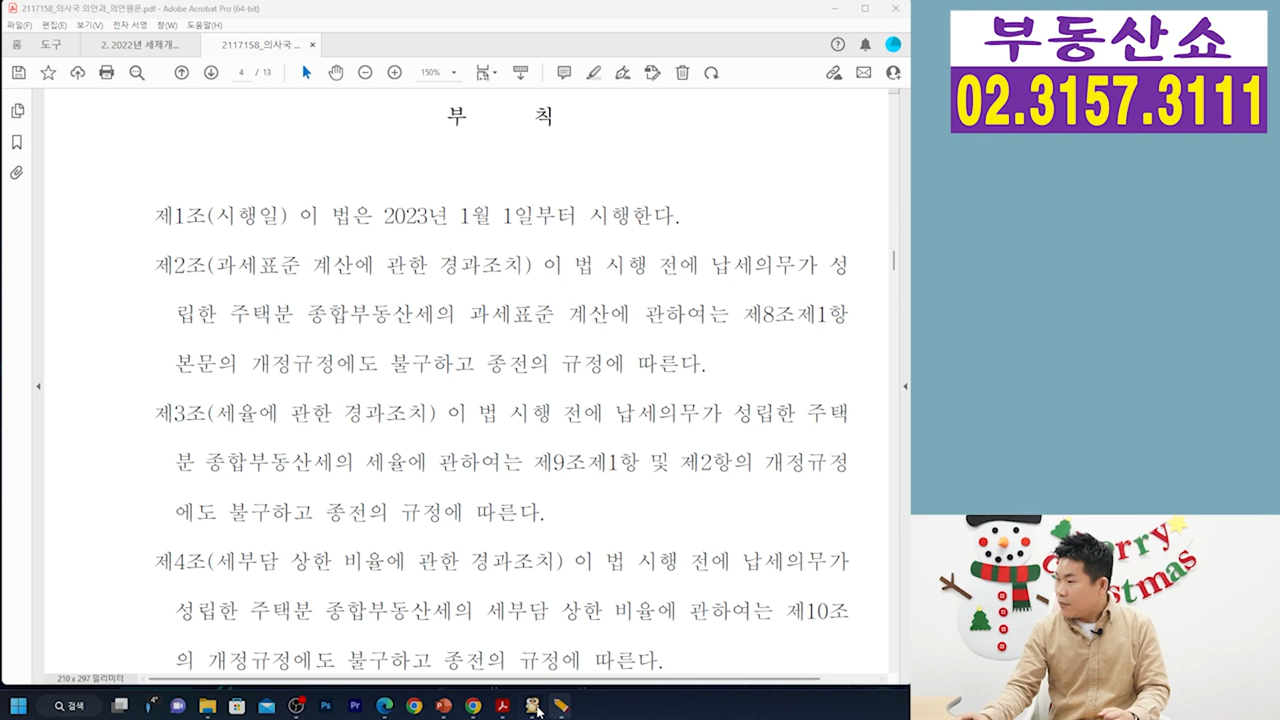 2117158_의사국 의안과_의안원문.pdf - Adobe Acrobat Pro (64-bit)
파일(F) 편집(E) 보기(V) 전자 서명 창(W) 도움말(H)
홈 도구 2. 2022년 세제개... 2117158_의사국 ... ×
4 / 13 150%
부 칙
제1조(시행일) 이 법은 2023년 1월 1일부터 시행한다.
제2조(과세표준 계산에 관한 경과조치) 이 법 시행 전에 납세의무가 성
립한 주택분 종합부동산세의 과세표준 계산에 관하여는 제8조제1항
본문의 개정규정에도 불구하고 종전의 규정에 따른다.
제3조(세율에 관한 경과조치) 이 법 시행 전에 납세의무가 성립한 주택
분 종합부동산세의 세율에 관하여는 제9조제1항 및 제2항의 개정규정
에도 불구하고 종전의 규정에 따른다.
제4조(세부담 상한 비율에 관한 경과조치) 이 법 시행 전에 납세의무가
성립한 주택분 종합부동산세의 세부담 상한 비율에 관하여는 제10조
의 개정규정에도 불구하고 종전의 규정에 따른다.
210 x 297 밀리미터
검색
부동산쇼
02.3157.3111